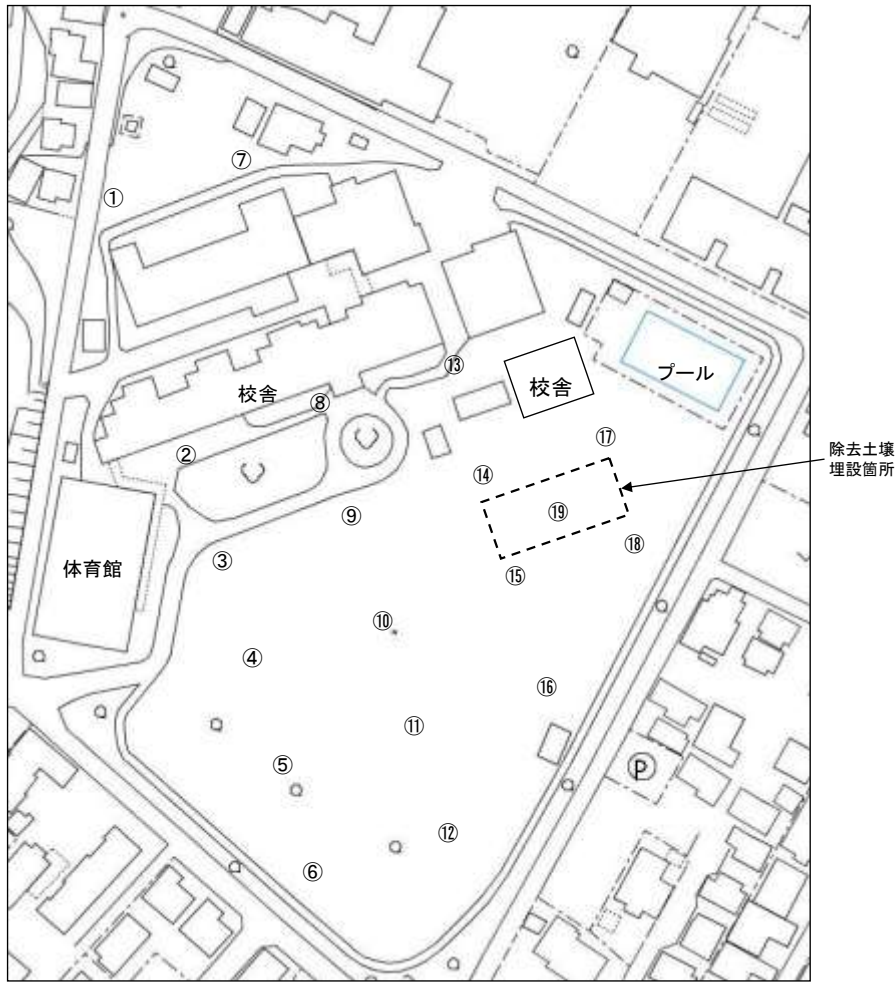 ⑦
①
プール
⑬
校舎
校舎
⑧
⑰
②
除去土壌
埋設箇所
⑭
⑨
⑲
⑱
③
体育館
⑮
⑩
④
⑯
⑪
⑤
P
⑫
⑥